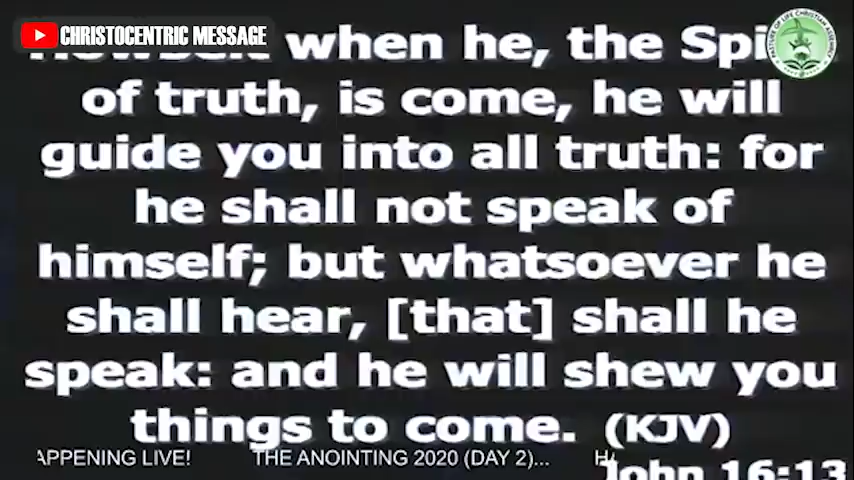 CHRISTOCENTRIC MESSAGE
when he, the
of truth, is come, he will
guide you into all truth: for
he shall not speak of
himself; but whatsoever he
shall hear, [that] shall he
speak: and he will shew you
things to come. (KJV)
John 16:13
APPENING LIVE! THE ANOINTING 2020 (DAY 2)...